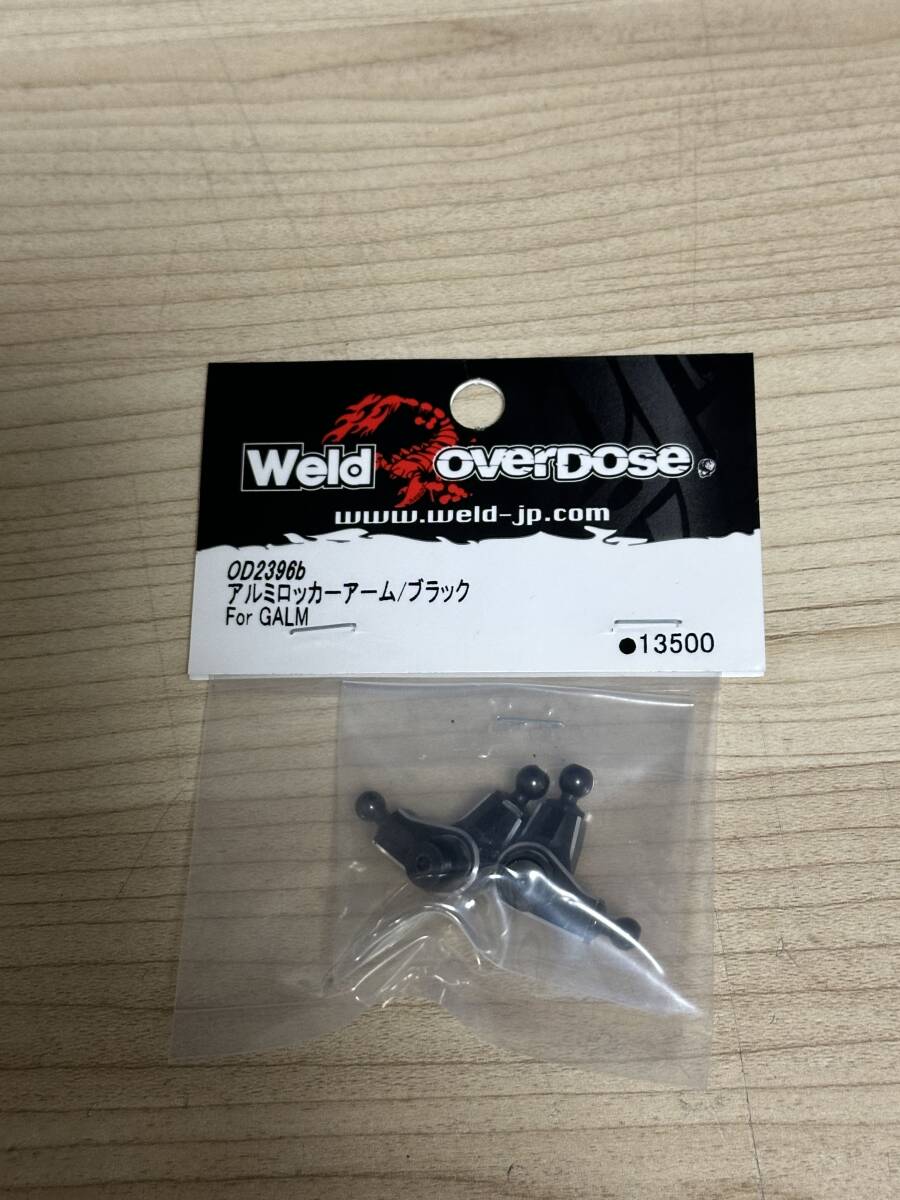 Weld overdose
www.weld-jp.com
OD2396b
アルミロッカーアーム/ブラック
For GALM
●13500